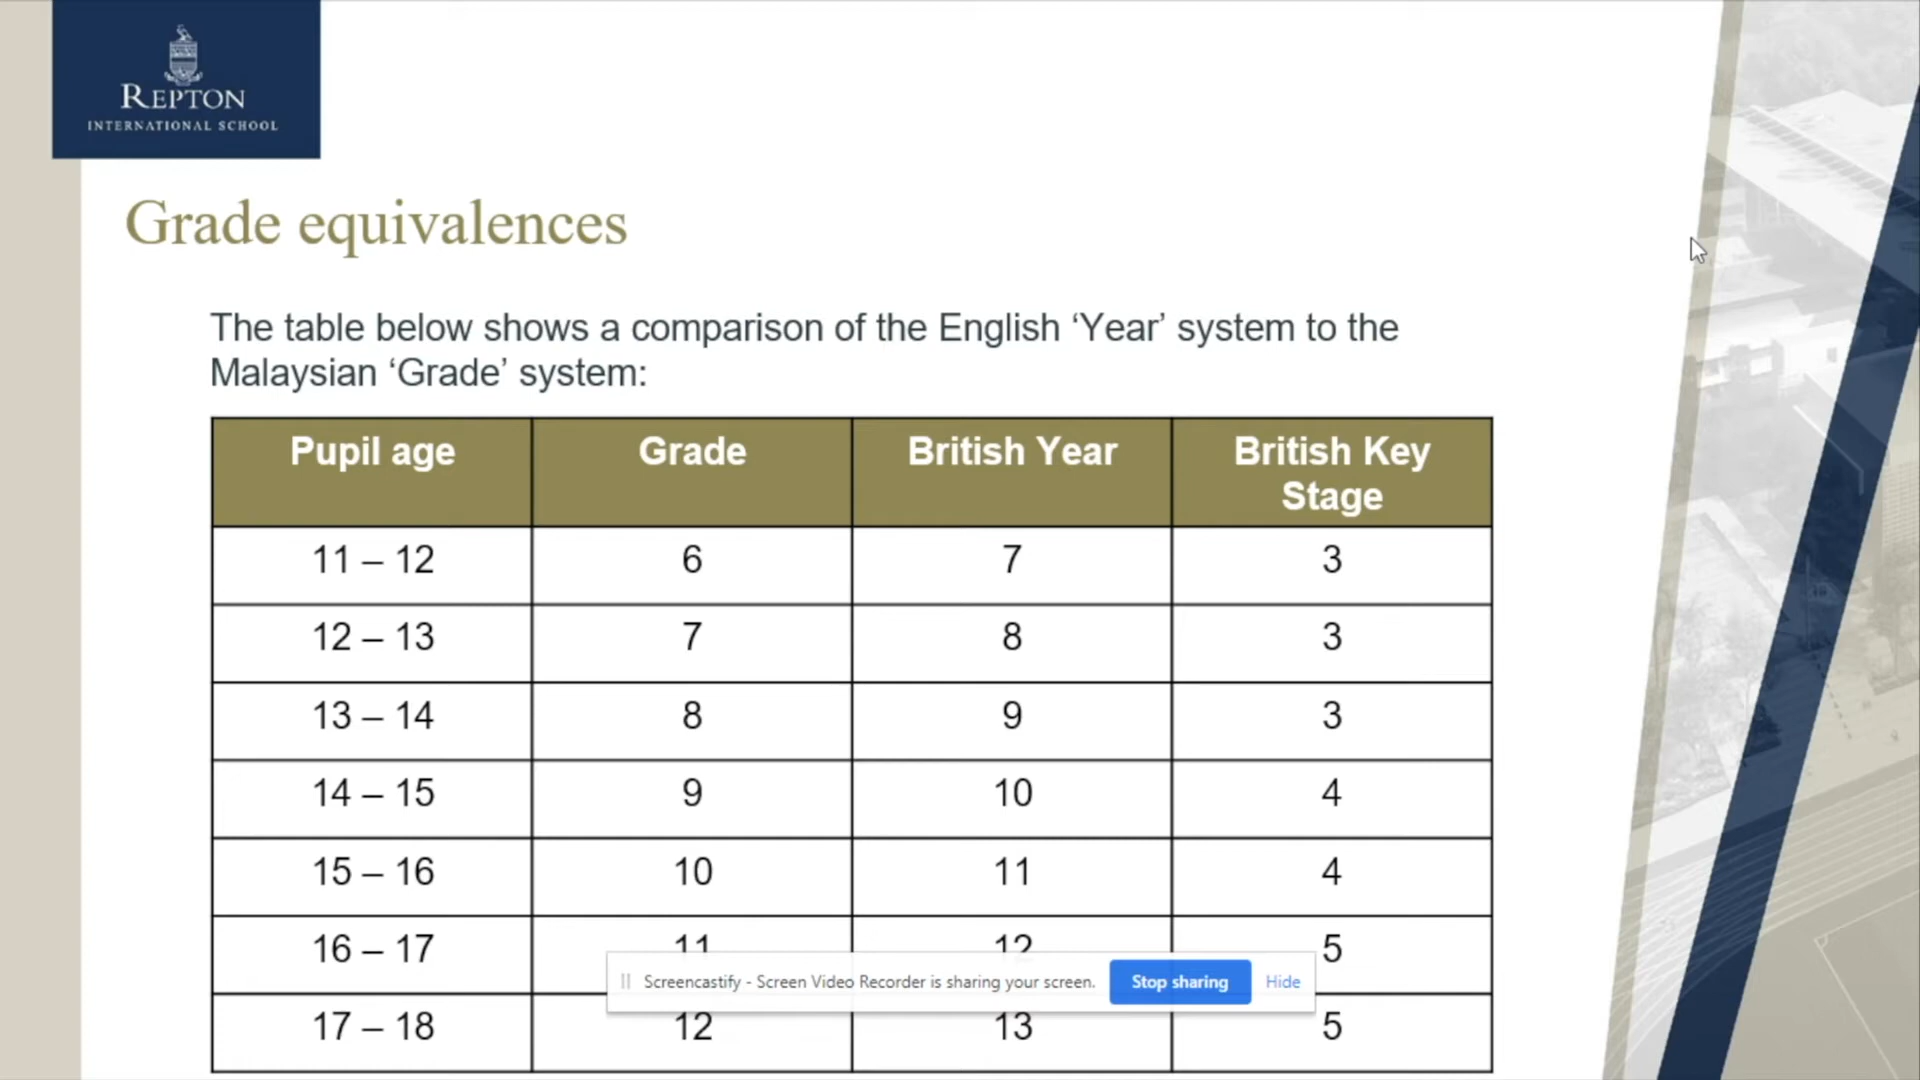 REPTON
INTERNATIONAL SCHOOL
Grade equivalences
The table below shows a comparison of the English ‘Year’ system to the
Malaysian ‘Grade’ system:
Pupil age Grade British Year British Key Stage
11 – 12 6 7 3
12 – 13 7 8 3
13 – 14 8 9 3
14 – 15 9 10 4
15 – 16 10 11 4
16 – 17 11 12 5
Screencastify - Screen Video Recorder is sharing your screen. Stop sharing Hide
17 – 18 12 13 5